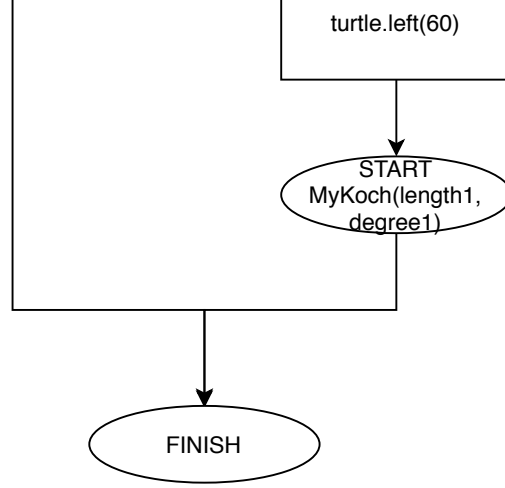 turtle.left(60)
START
MyKoch(length1,
degree1)
FINISH